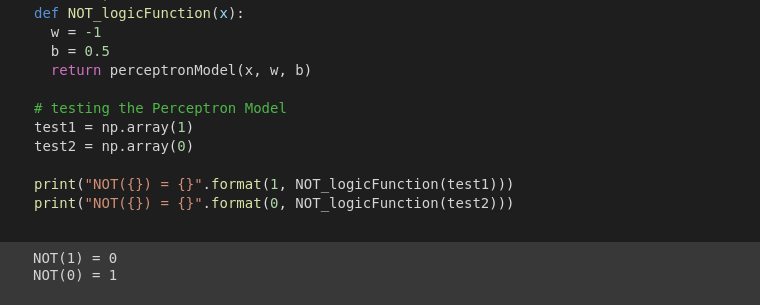 def NOT_logicFunction(x):
  w = -1
  b = 0.5
  return perceptronModel(x, w, b)

# testing the Perceptron Model
test1 = np.array(1)
test2 = np.array(0)

print("NOT({}) = {}".format(1, NOT_logicFunction(test1)))
print("NOT({}) = {}".format(0, NOT_logicFunction(test2)))

NOT(1) = 0
NOT(0) = 1